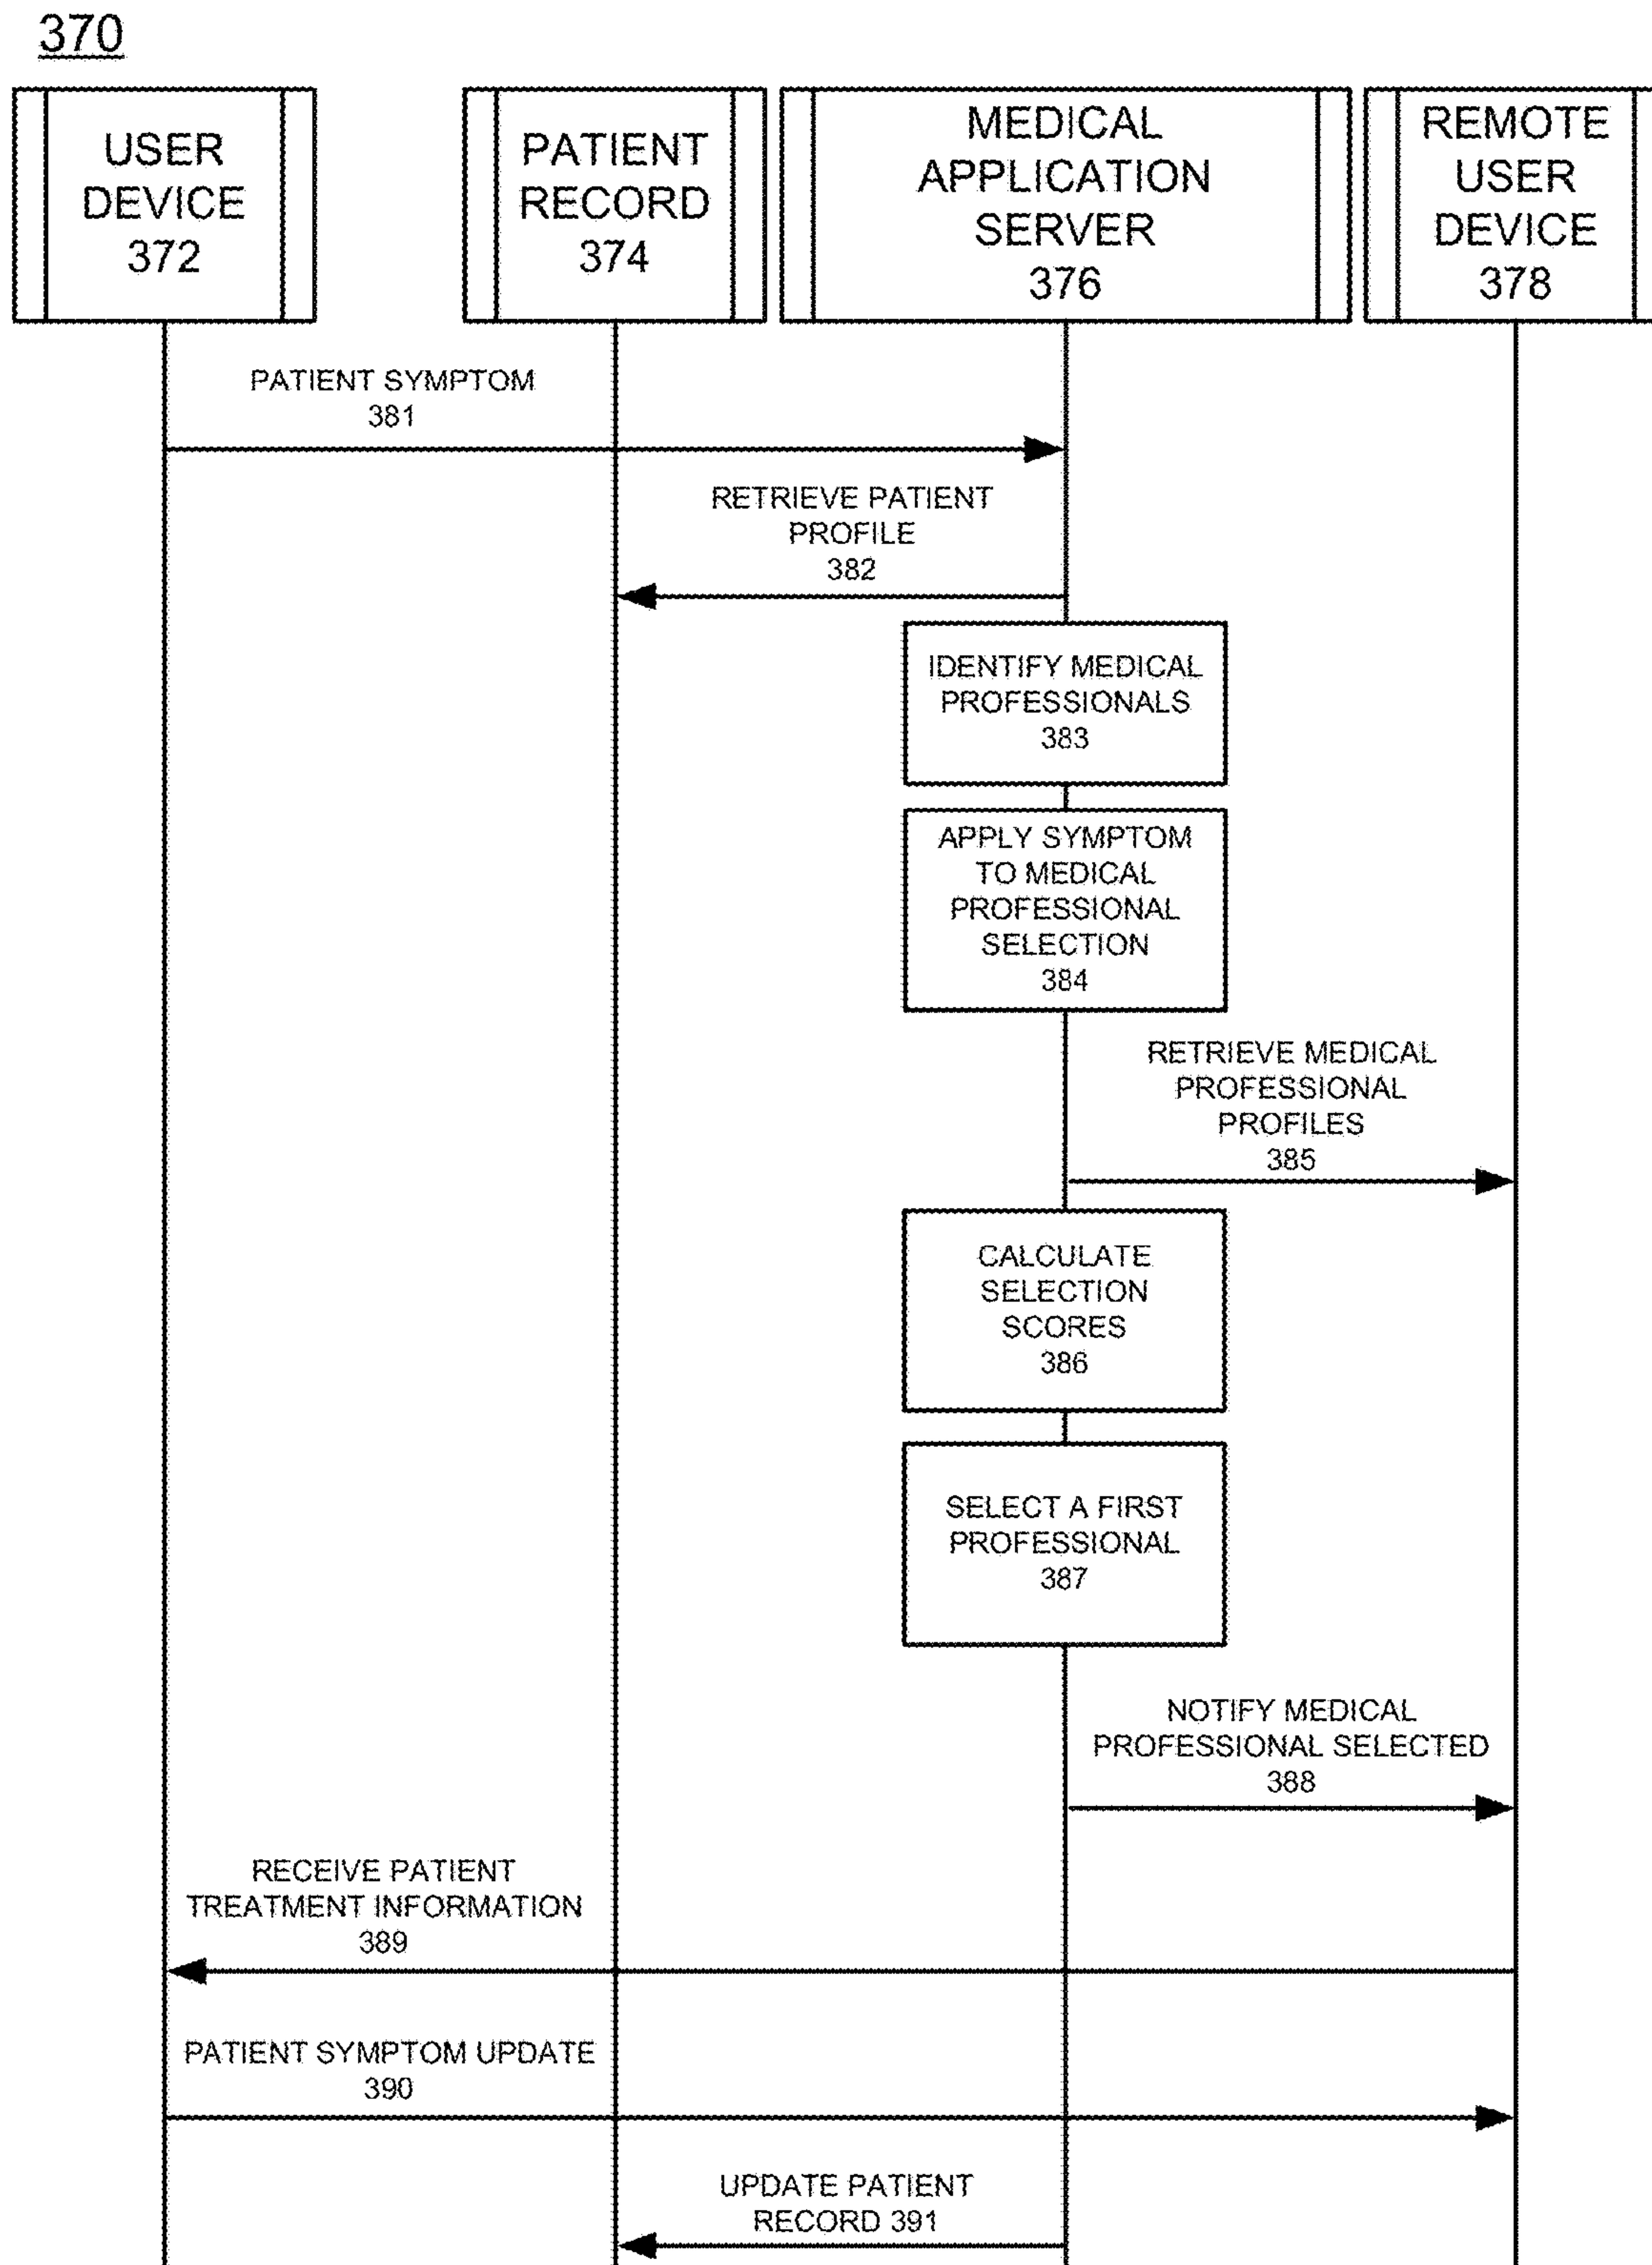 370
USER
DEVICE
372
PATIENT
RECORD
374
MEDICAL
APPLICATION
SERVER
376
REMOTE
USER
DEVICE
378
PATIENT SYMPTOM
381
RETRIEVE PATIENT
PROFILE
382
IDENTIFY MEDICAL
PROFESSIONALS
383
APPLY SYMPTOM
TO MEDICAL
PROFESSIONAL
SELECTION
384
RETRIEVE MEDICAL
PROFESSIONAL
PROFILES
385
CALCULATE
SELECTION
SCORES
386
SELECT A FIRST
PROFESSIONAL
387
NOTIFY MEDICAL
PROFESSIONAL SELECTED
388
RECEIVE PATIENT
TREATMENT INFORMATION
389
PATIENT SYMPTOM UPDATE
390
UPDATE PATIENT
RECORD 391